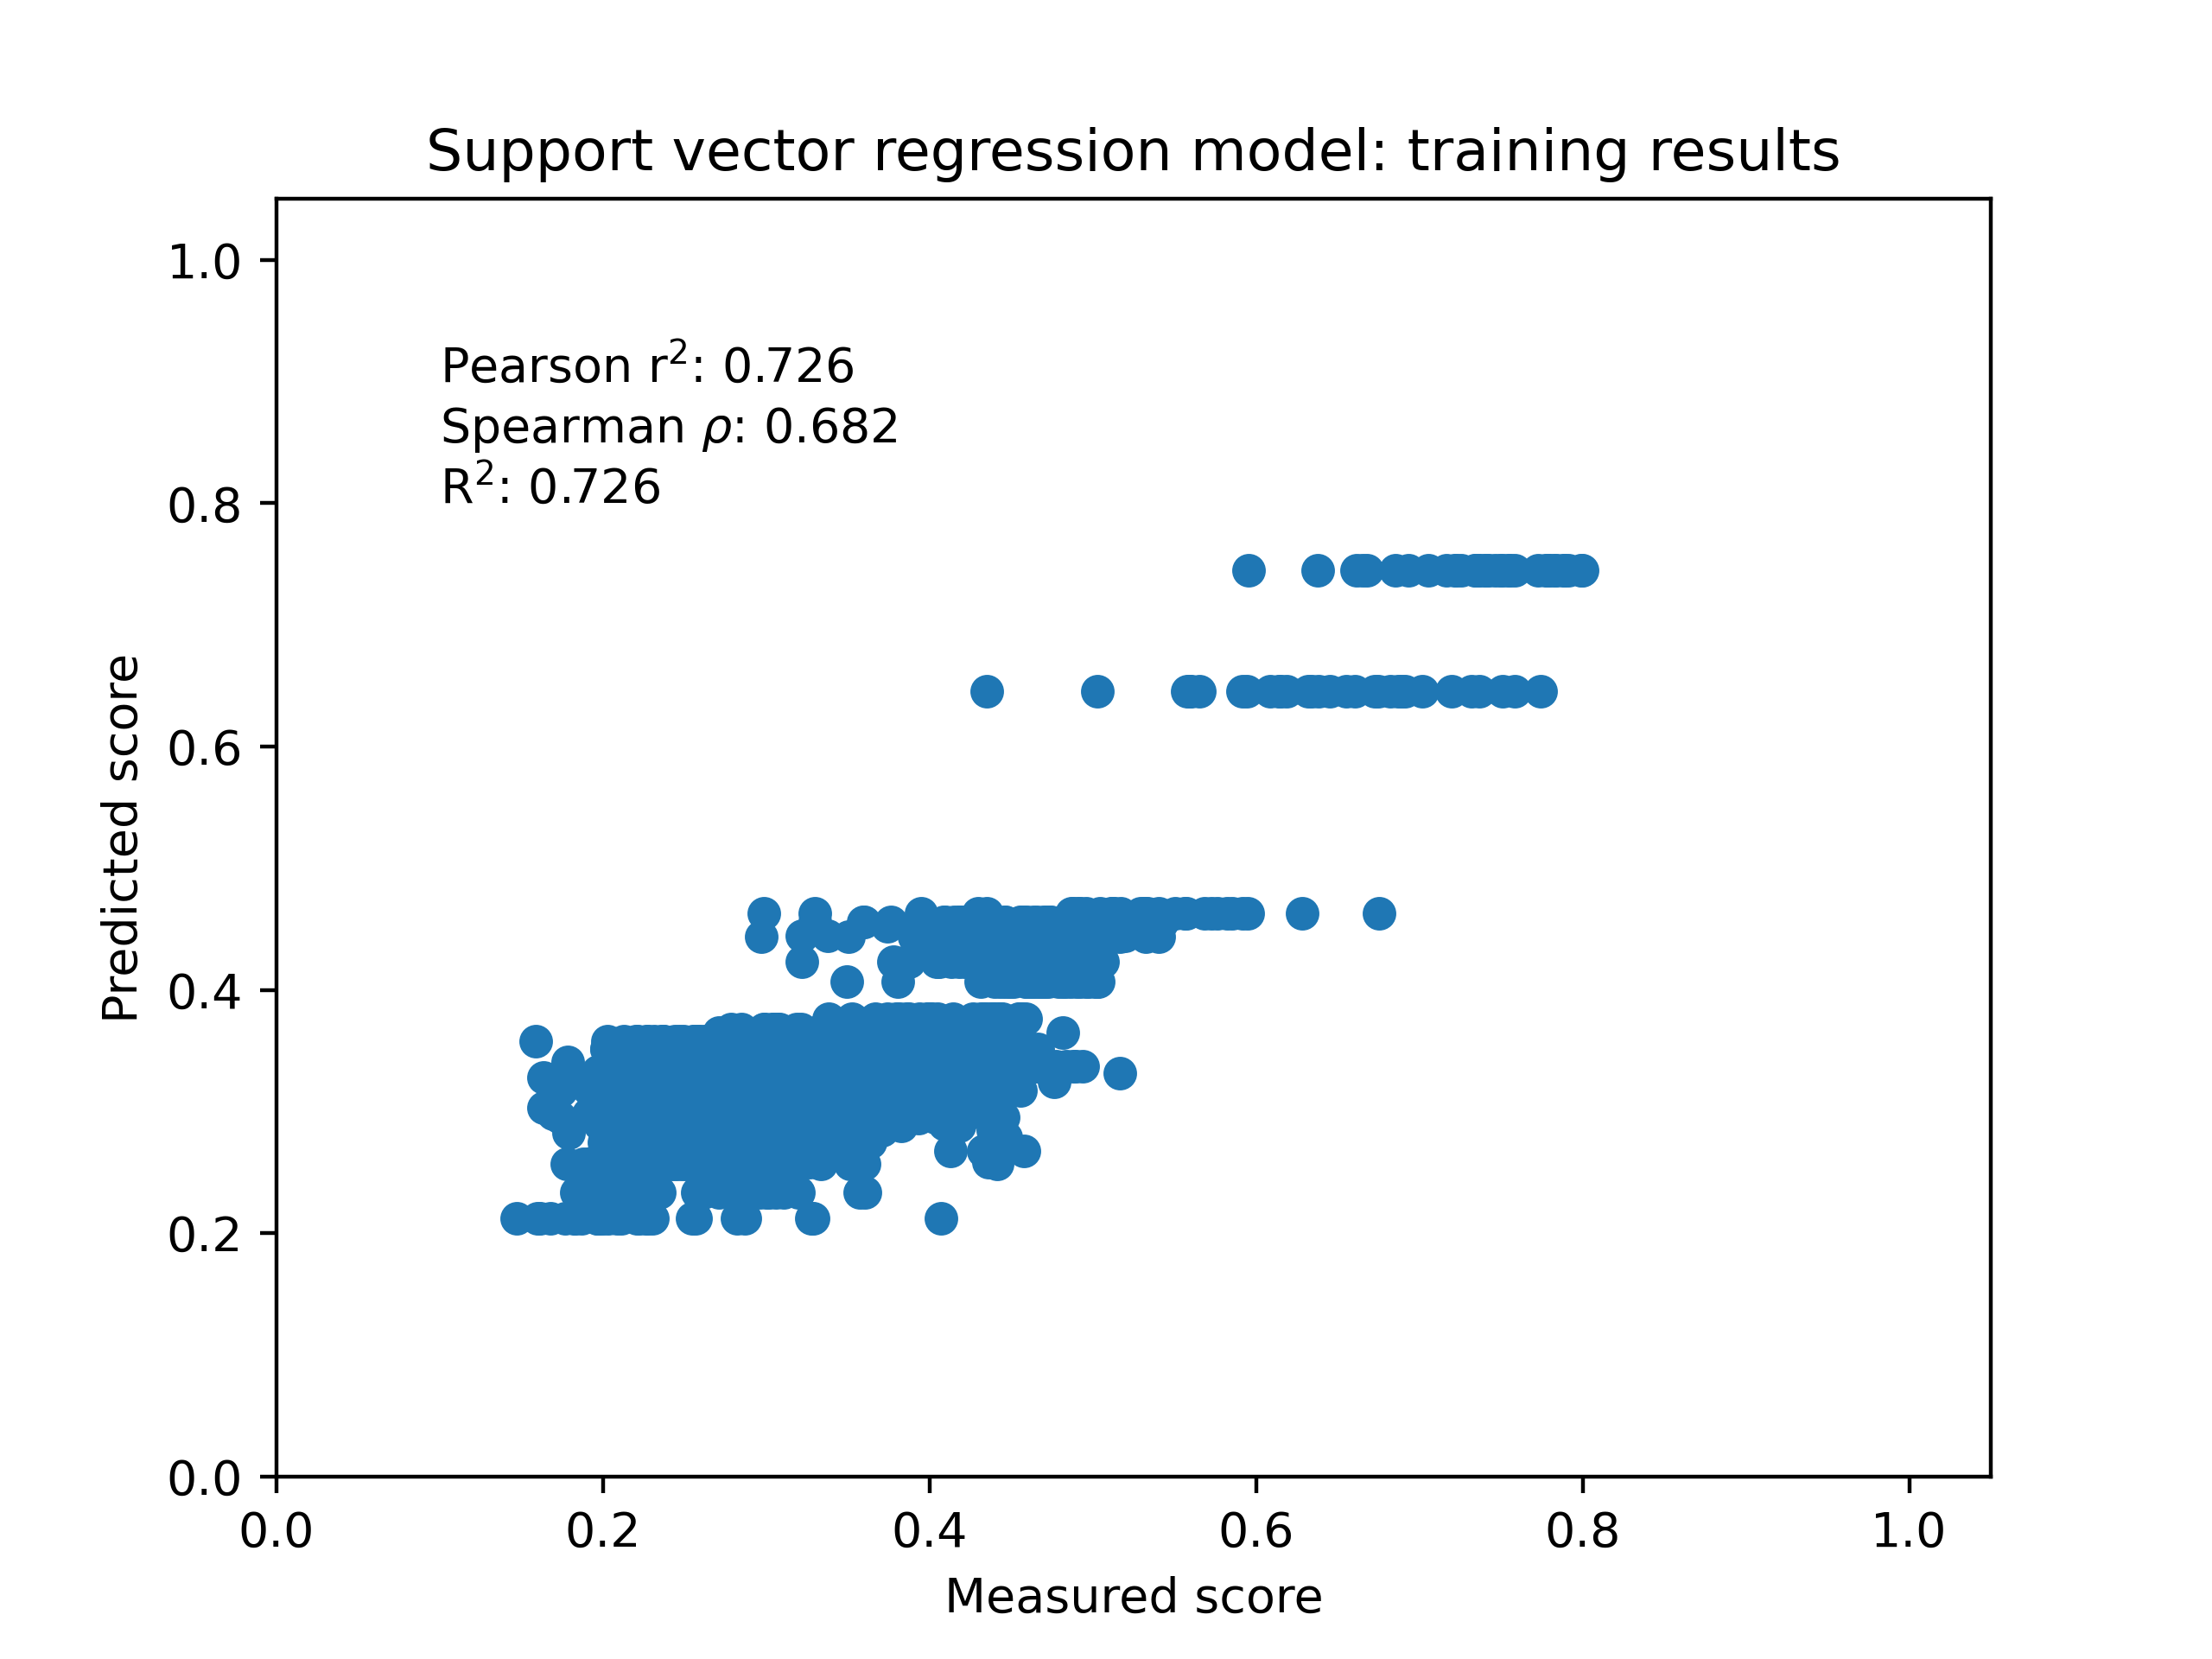 Support vector regression model: training results
1.0
Pearson r²: 0.726
Spearman ρ: 0.682
R²: 0.726
0.8
0.6
Predicted score
0.4
0.2
0.0
0.0 0.2 0.4 0.6 0.8 1.0
Measured score